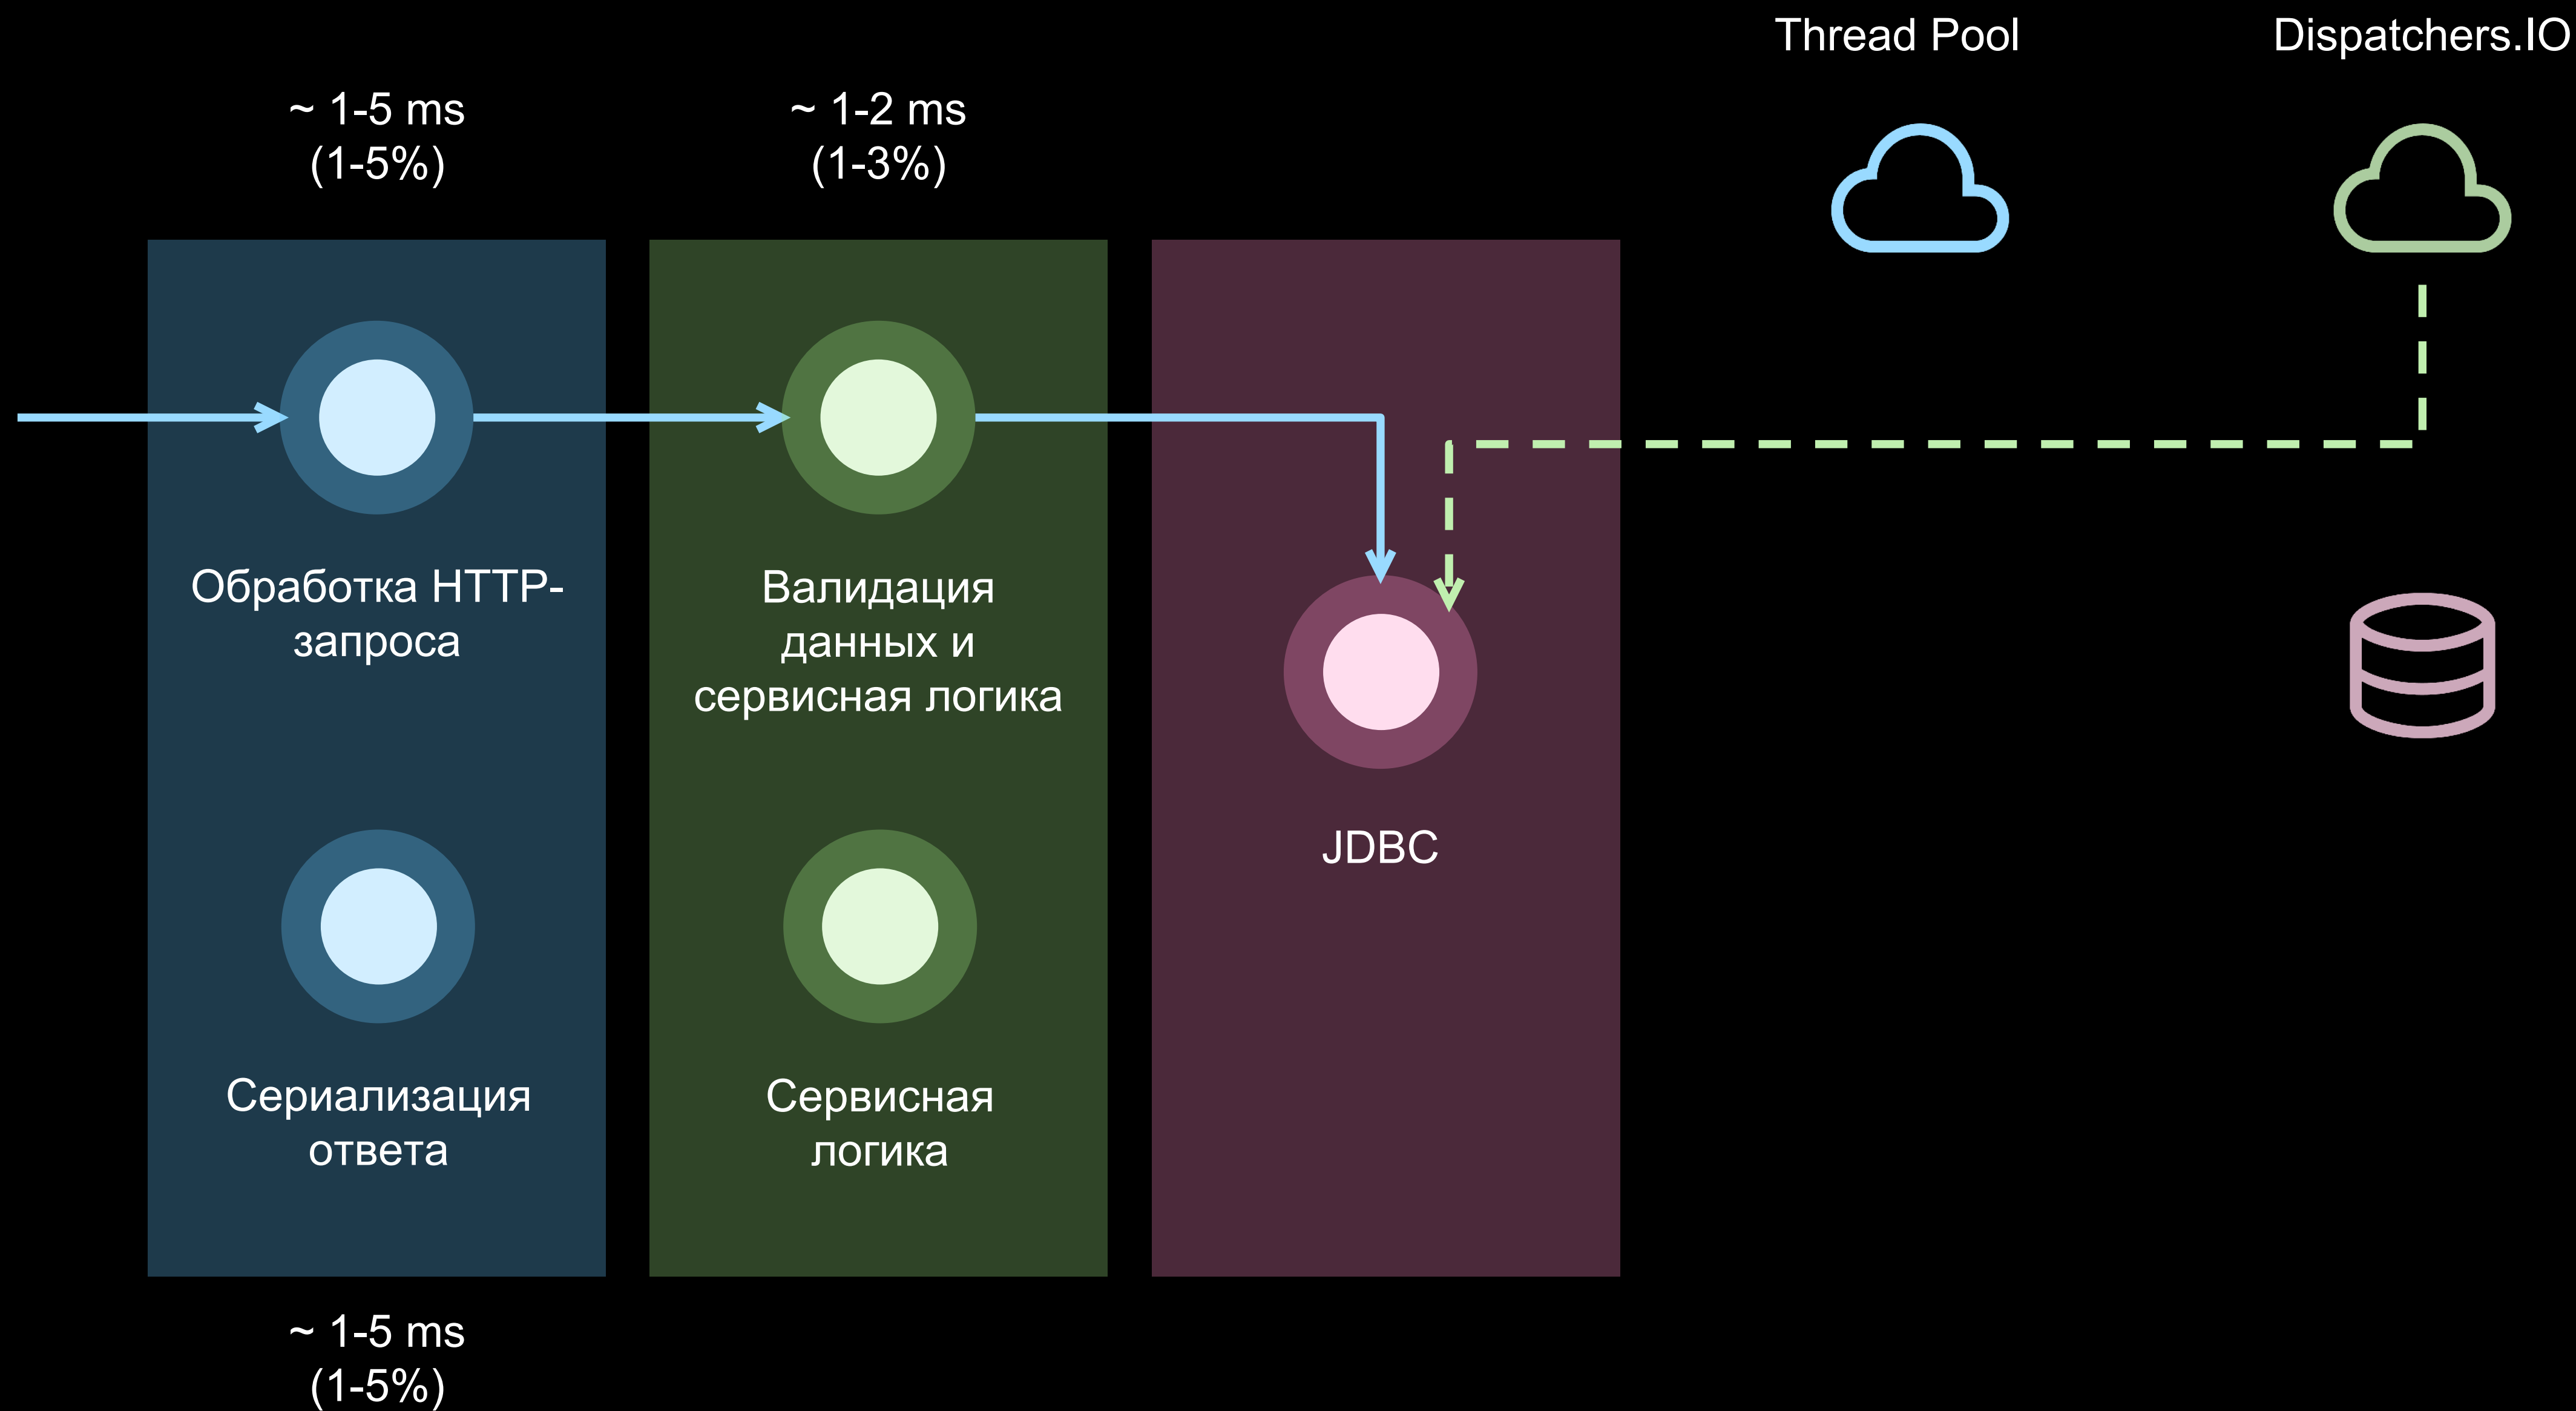 Thread Pool
Dispatchers.IO
~ 1-5 ms
(1-5%)
~ 1-2 ms
(1-3%)
Обработка HTTP-
запроса
Валидация
данных и
сервисная логика
JDBC
Сериализация
ответа
Сервисная
логика
~ 1-5 ms
(1-5%)